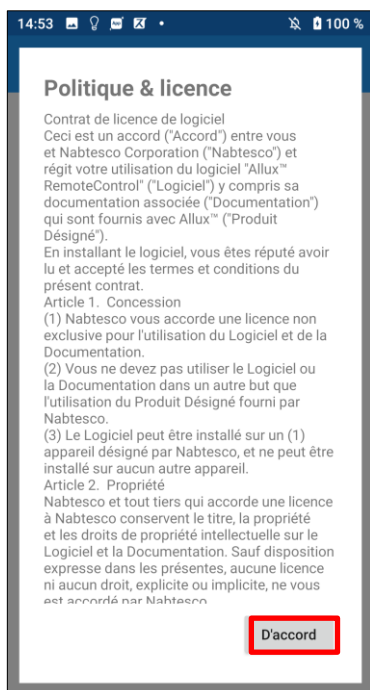 14:53 100 %
Politique & licence
Contrat de licence de logiciel
Ceci est un accord ("Accord") entre vous
et Nabtesco Corporation ("Nabtesco") et
régit votre utilisation du logiciel "Allux™
RemoteControl" ("Logiciel") y compris sa
documentation associée ("Documentation")
qui sont fournis avec Allux™ ("Produit
Désigné").
En installant le logiciel, vous êtes réputé avoir
lu et accepté les termes et conditions du
présent contrat.
Article 1.  Concession
(1) Nabtesco vous accorde une licence non
exclusive pour l'utilisation du Logiciel et de la
Documentation.
(2) Vous ne devez pas utiliser le Logiciel ou
la Documentation dans un autre but que
l'utilisation du Produit Désigné fourni par
Nabtesco.
(3) Le Logiciel peut être installé sur un (1)
appareil désigné par Nabtesco, et ne peut être
installé sur aucun autre appareil.
Article 2.  Propriété
Nabtesco et tout tiers qui accorde une licence
à Nabtesco conservent le titre, la propriété
et les droits de propriété intellectuelle sur le
Logiciel et la Documentation. Sauf disposition
expresse dans les présentes, aucune licence
ni aucun droit, explicite ou implicite, ne vous
est accordé par Nabtesco
D'accord